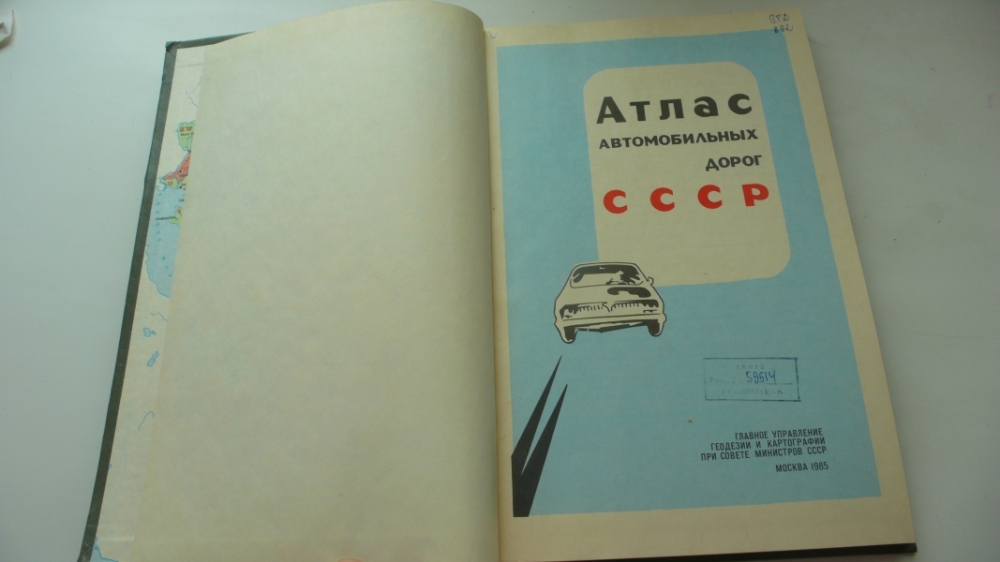 Атлас
АВТОМОБИЛЬНЫХ
ДОРОГ
СССР
59614
ГЛАВНОЕ УПРАВЛЕНИЕ
ГЕОДЕЗИИ И КАРТОГРАФИИ
ПРИ СОВЕТЕ МИНИСТРОВ СССР
МОСКВА 1985